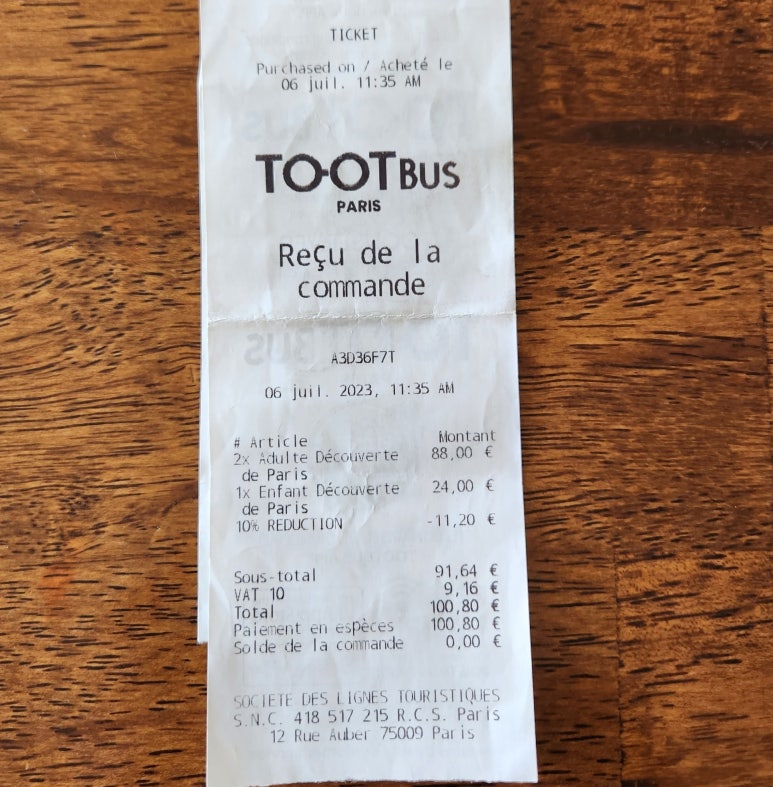 TICKET
Purchased on / Acheté le
06 juil. 11:35 AM
TOOTBUS
PARIS
Reçu de la
commande
A3D36F7T
06 juil. 2023, 11:35 AM
# Article Montant
2x Adulte Découverte 88,00 €
de Paris
1x Enfant Découverte 24,00 €
de Paris
10% REDUCTION -11,20 €
Sous-total 91,64 €
VAT 10 9,16 €
Total 100,80 €
Paiement en espèces 100,80 €
Solde de la commande 0,00 €
SOCIETE DES LIGNES TOURISTIQUES
S.N.C. 418 517 215 R.C.S. Paris
12 Rue Auber 75009 Paris